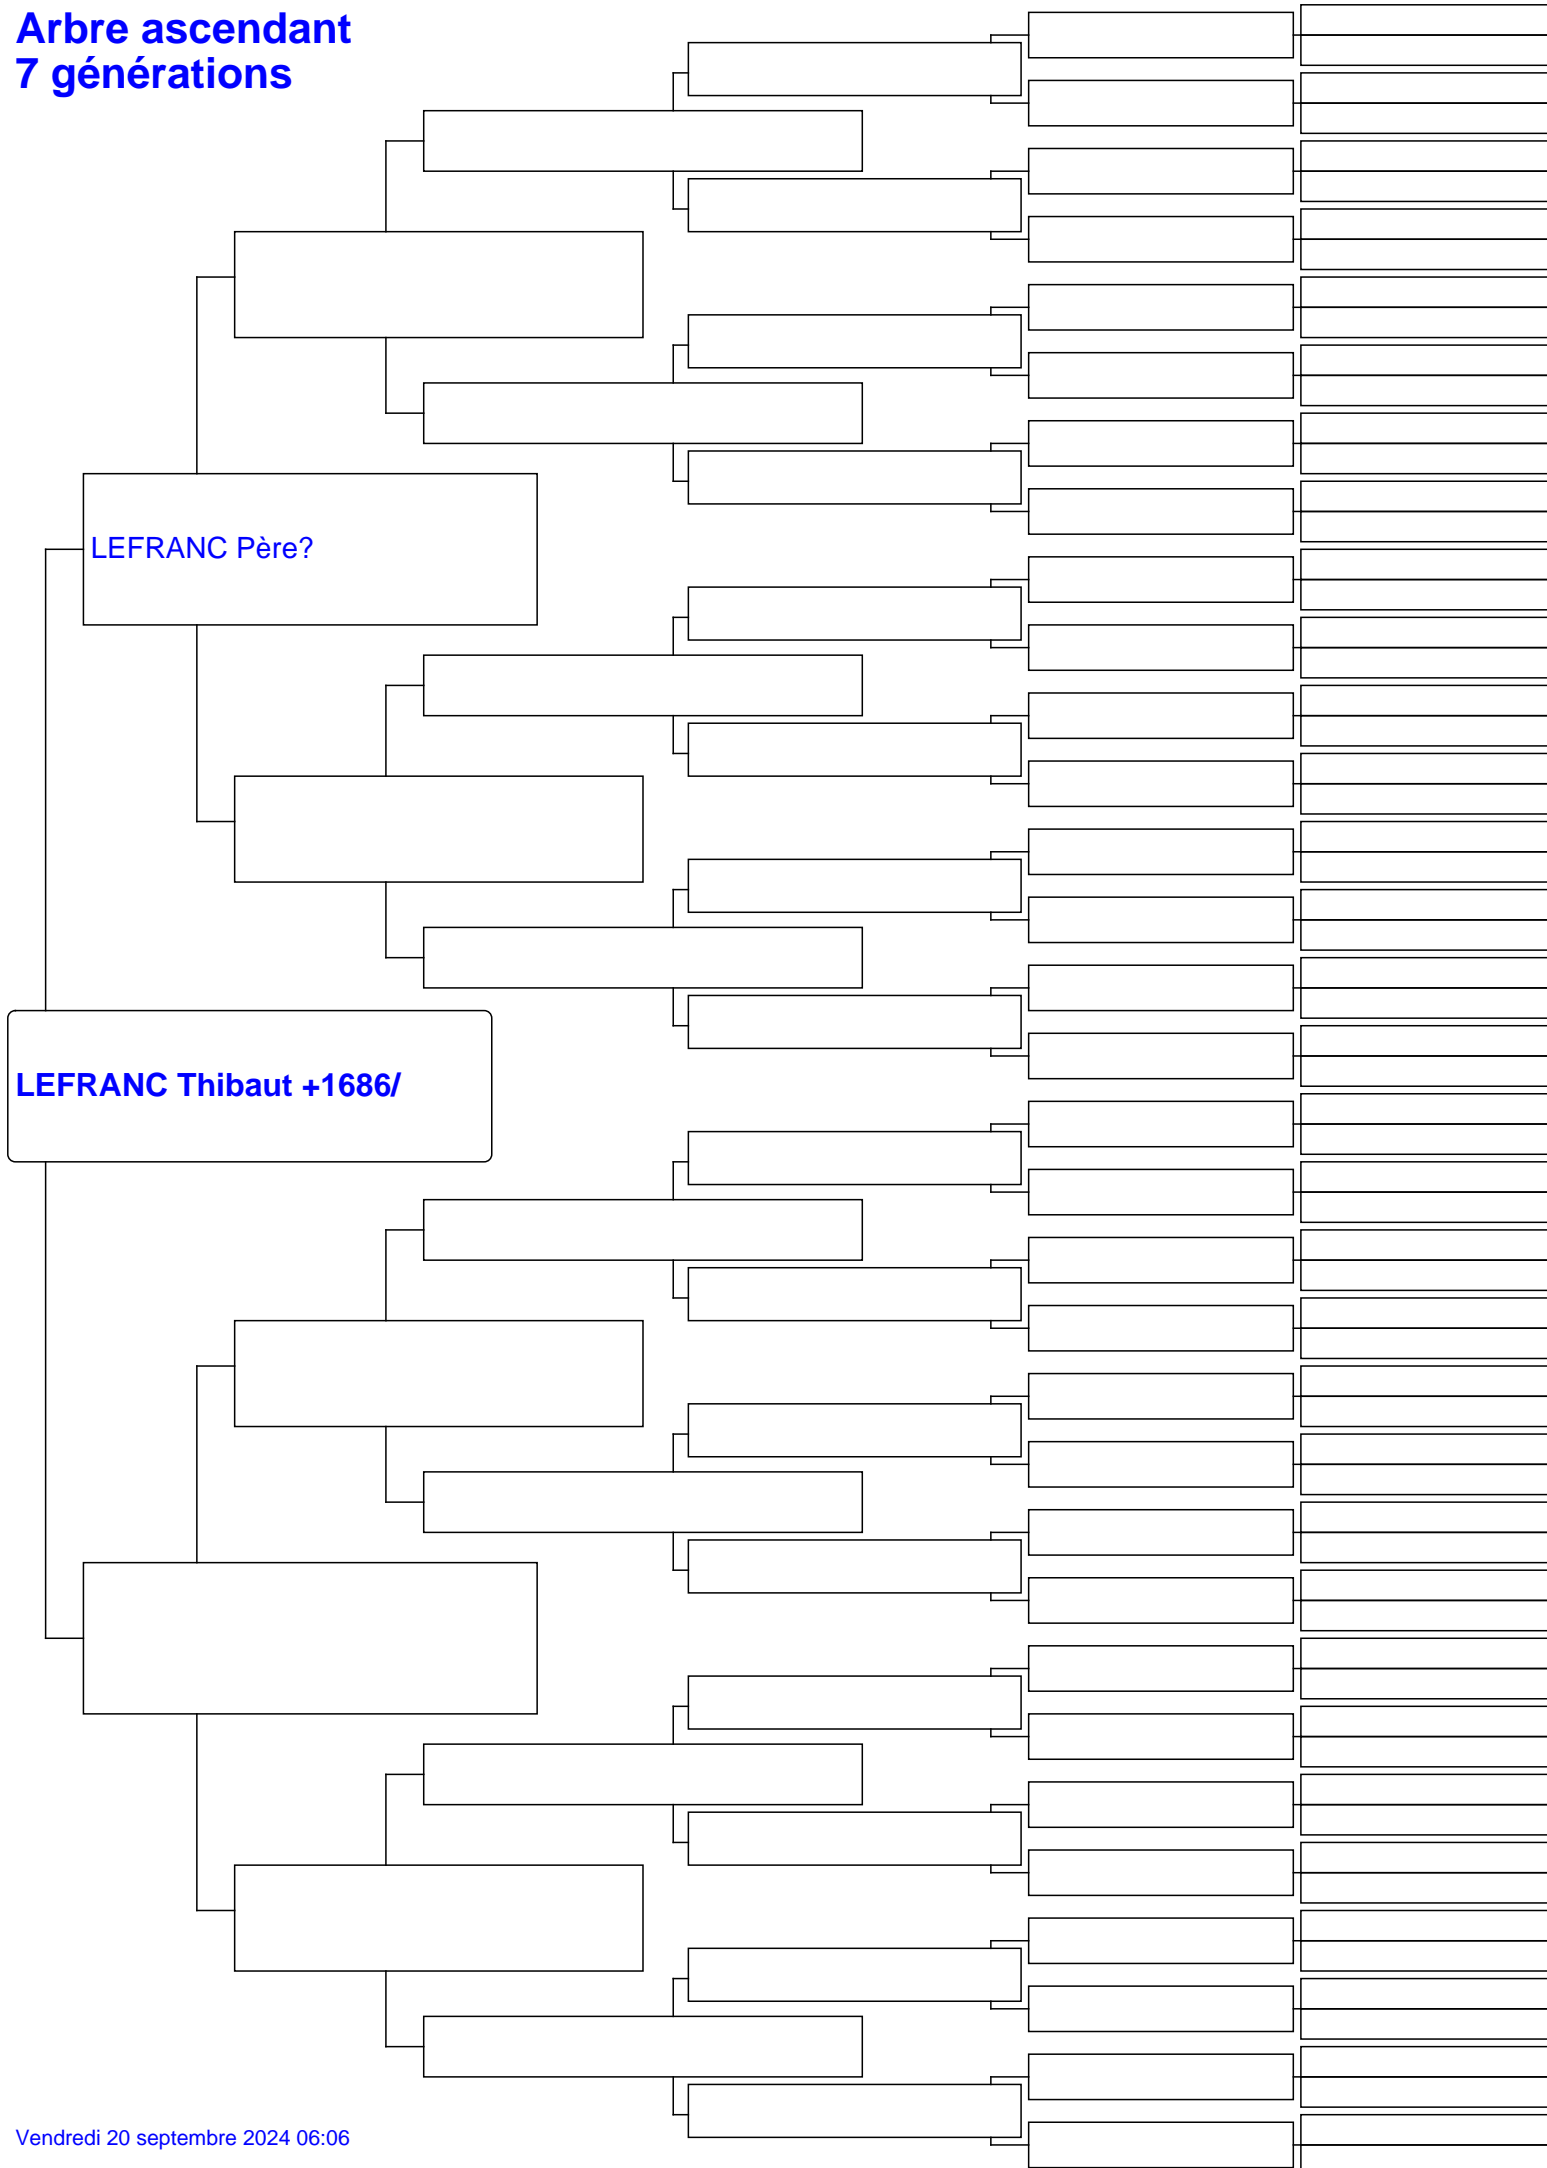 Arbre ascendant
7 générations
LEFRANC Père?
LEFRANC Thibaut +1686/
Vendredi 20 septembre 2024 06:06